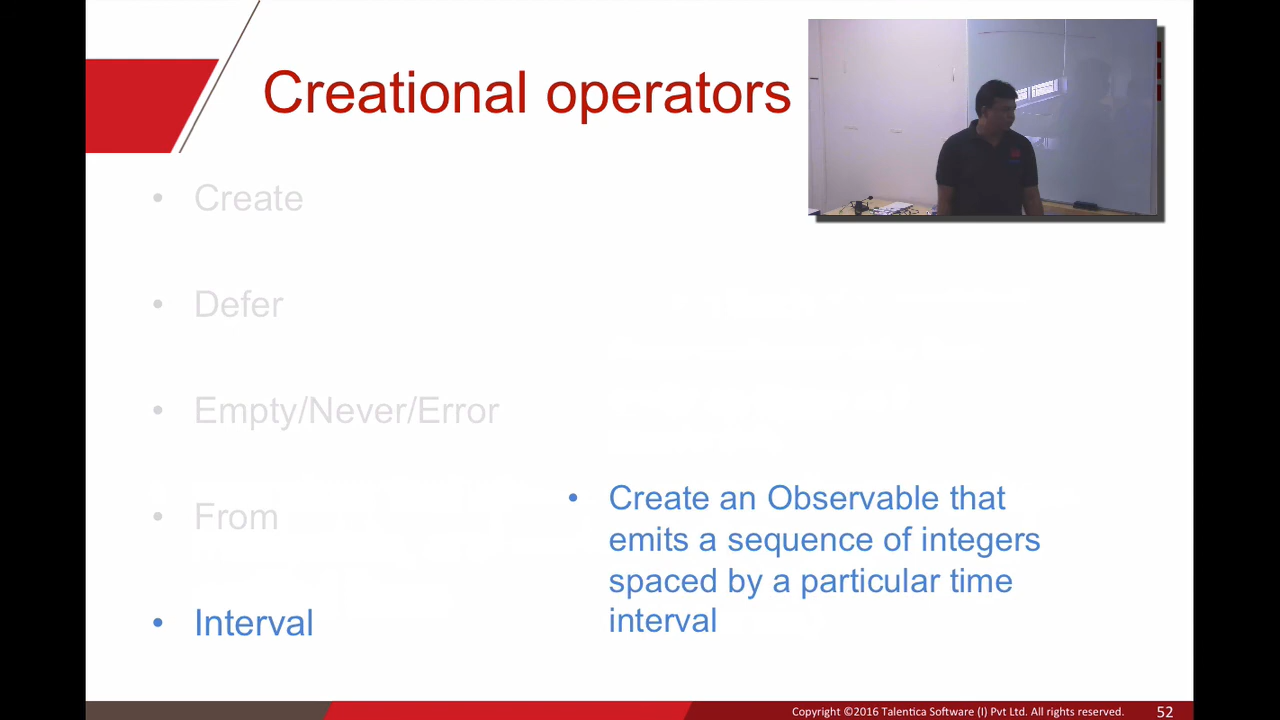 Creational operators
• Create
• Defer
• Empty/Never/Error
• From
• Interval
• Create an Observable that
emits a sequence of integers
spaced by a particular time
interval
Copyright ©2016 Talentica Software (I) Pvt Ltd. All rights reserved.
52